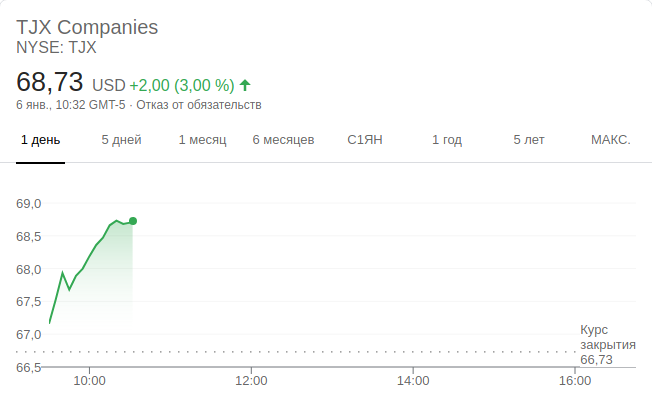 TJX Companies
NYSE: TJX
68,73 USD +2,00 (3,00 %)
6 янв., 10:32 GMT-5 · Отказ от обязательств
1 день 5 дней 1 месяц 6 месяцев С1ЯН 1 год 5 лет МАКС.
69,0
68,5
68,0
67,5
67,0
66,5
Курс
закрытия
66,73
10:00 12:00 14:00 16:00